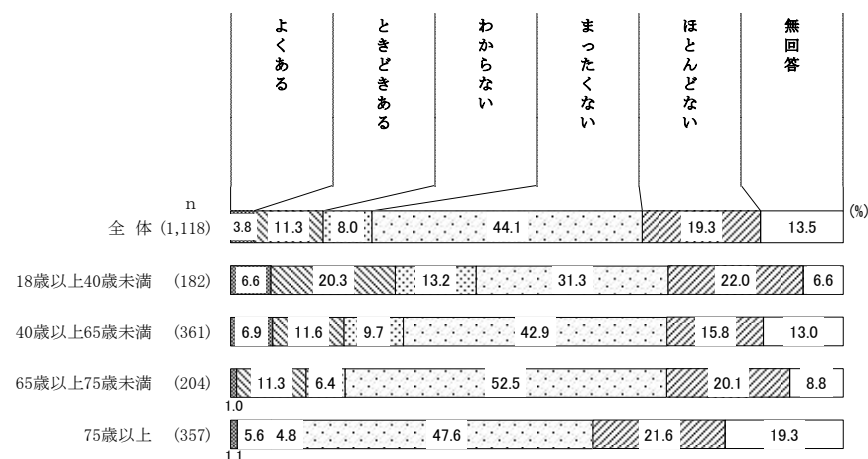 よくある
ときどきある
わからない
まったくない
ほとんどない
無回答
n
(%)
全 体 (1,118) 3.8 11.3 8.0 44.1 19.3 13.5
18歳以上40歳未満 (182) 6.6 20.3 13.2 31.3 22.0 6.6
40歳以上65歳未満 (361) 6.9 11.6 9.7 42.9 15.8 13.0
65歳以上75歳未満 (204) 11.3 6.4 52.5 20.1 8.8
1.0
75歳以上 (357) 5.6 4.8 47.6 21.6 19.3
1.1